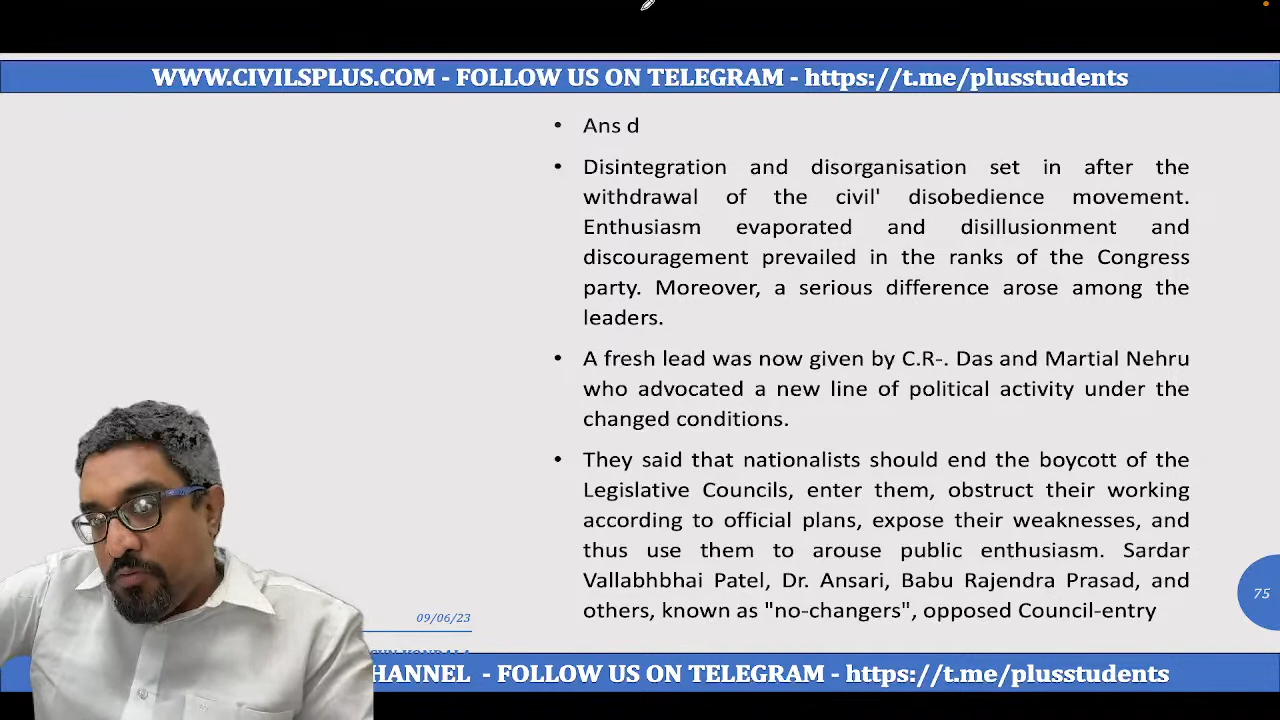 WWW.CIVILSPLUS.COM - FOLLOW US ON TELEGRAM - https://t.me/plusstudents
• Ans d
• Disintegration and disorganisation set in after the
withdrawal of the civil' disobedience movement.
Enthusiasm evaporated and disillusionment and
discouragement prevailed in the ranks of the Congress
party. Moreover, a serious difference arose among the
leaders.
• A fresh lead was now given by C.R-. Das and Martial Nehru
who advocated a new line of political activity under the
changed conditions.
• They said that nationalists should end the boycott of the
Legislative Councils, enter them, obstruct their working
according to official plans, expose their weaknesses, and
thus use them to arouse public enthusiasm. Sardar
Vallabhbhai Patel, Dr. Ansari, Babu Rajendra Prasad, and
others, known as "no-changers", opposed Council-entry
75
09/06/23
HANNEL - FOLLOW US ON TELEGRAM - https://t.me/plusstudents